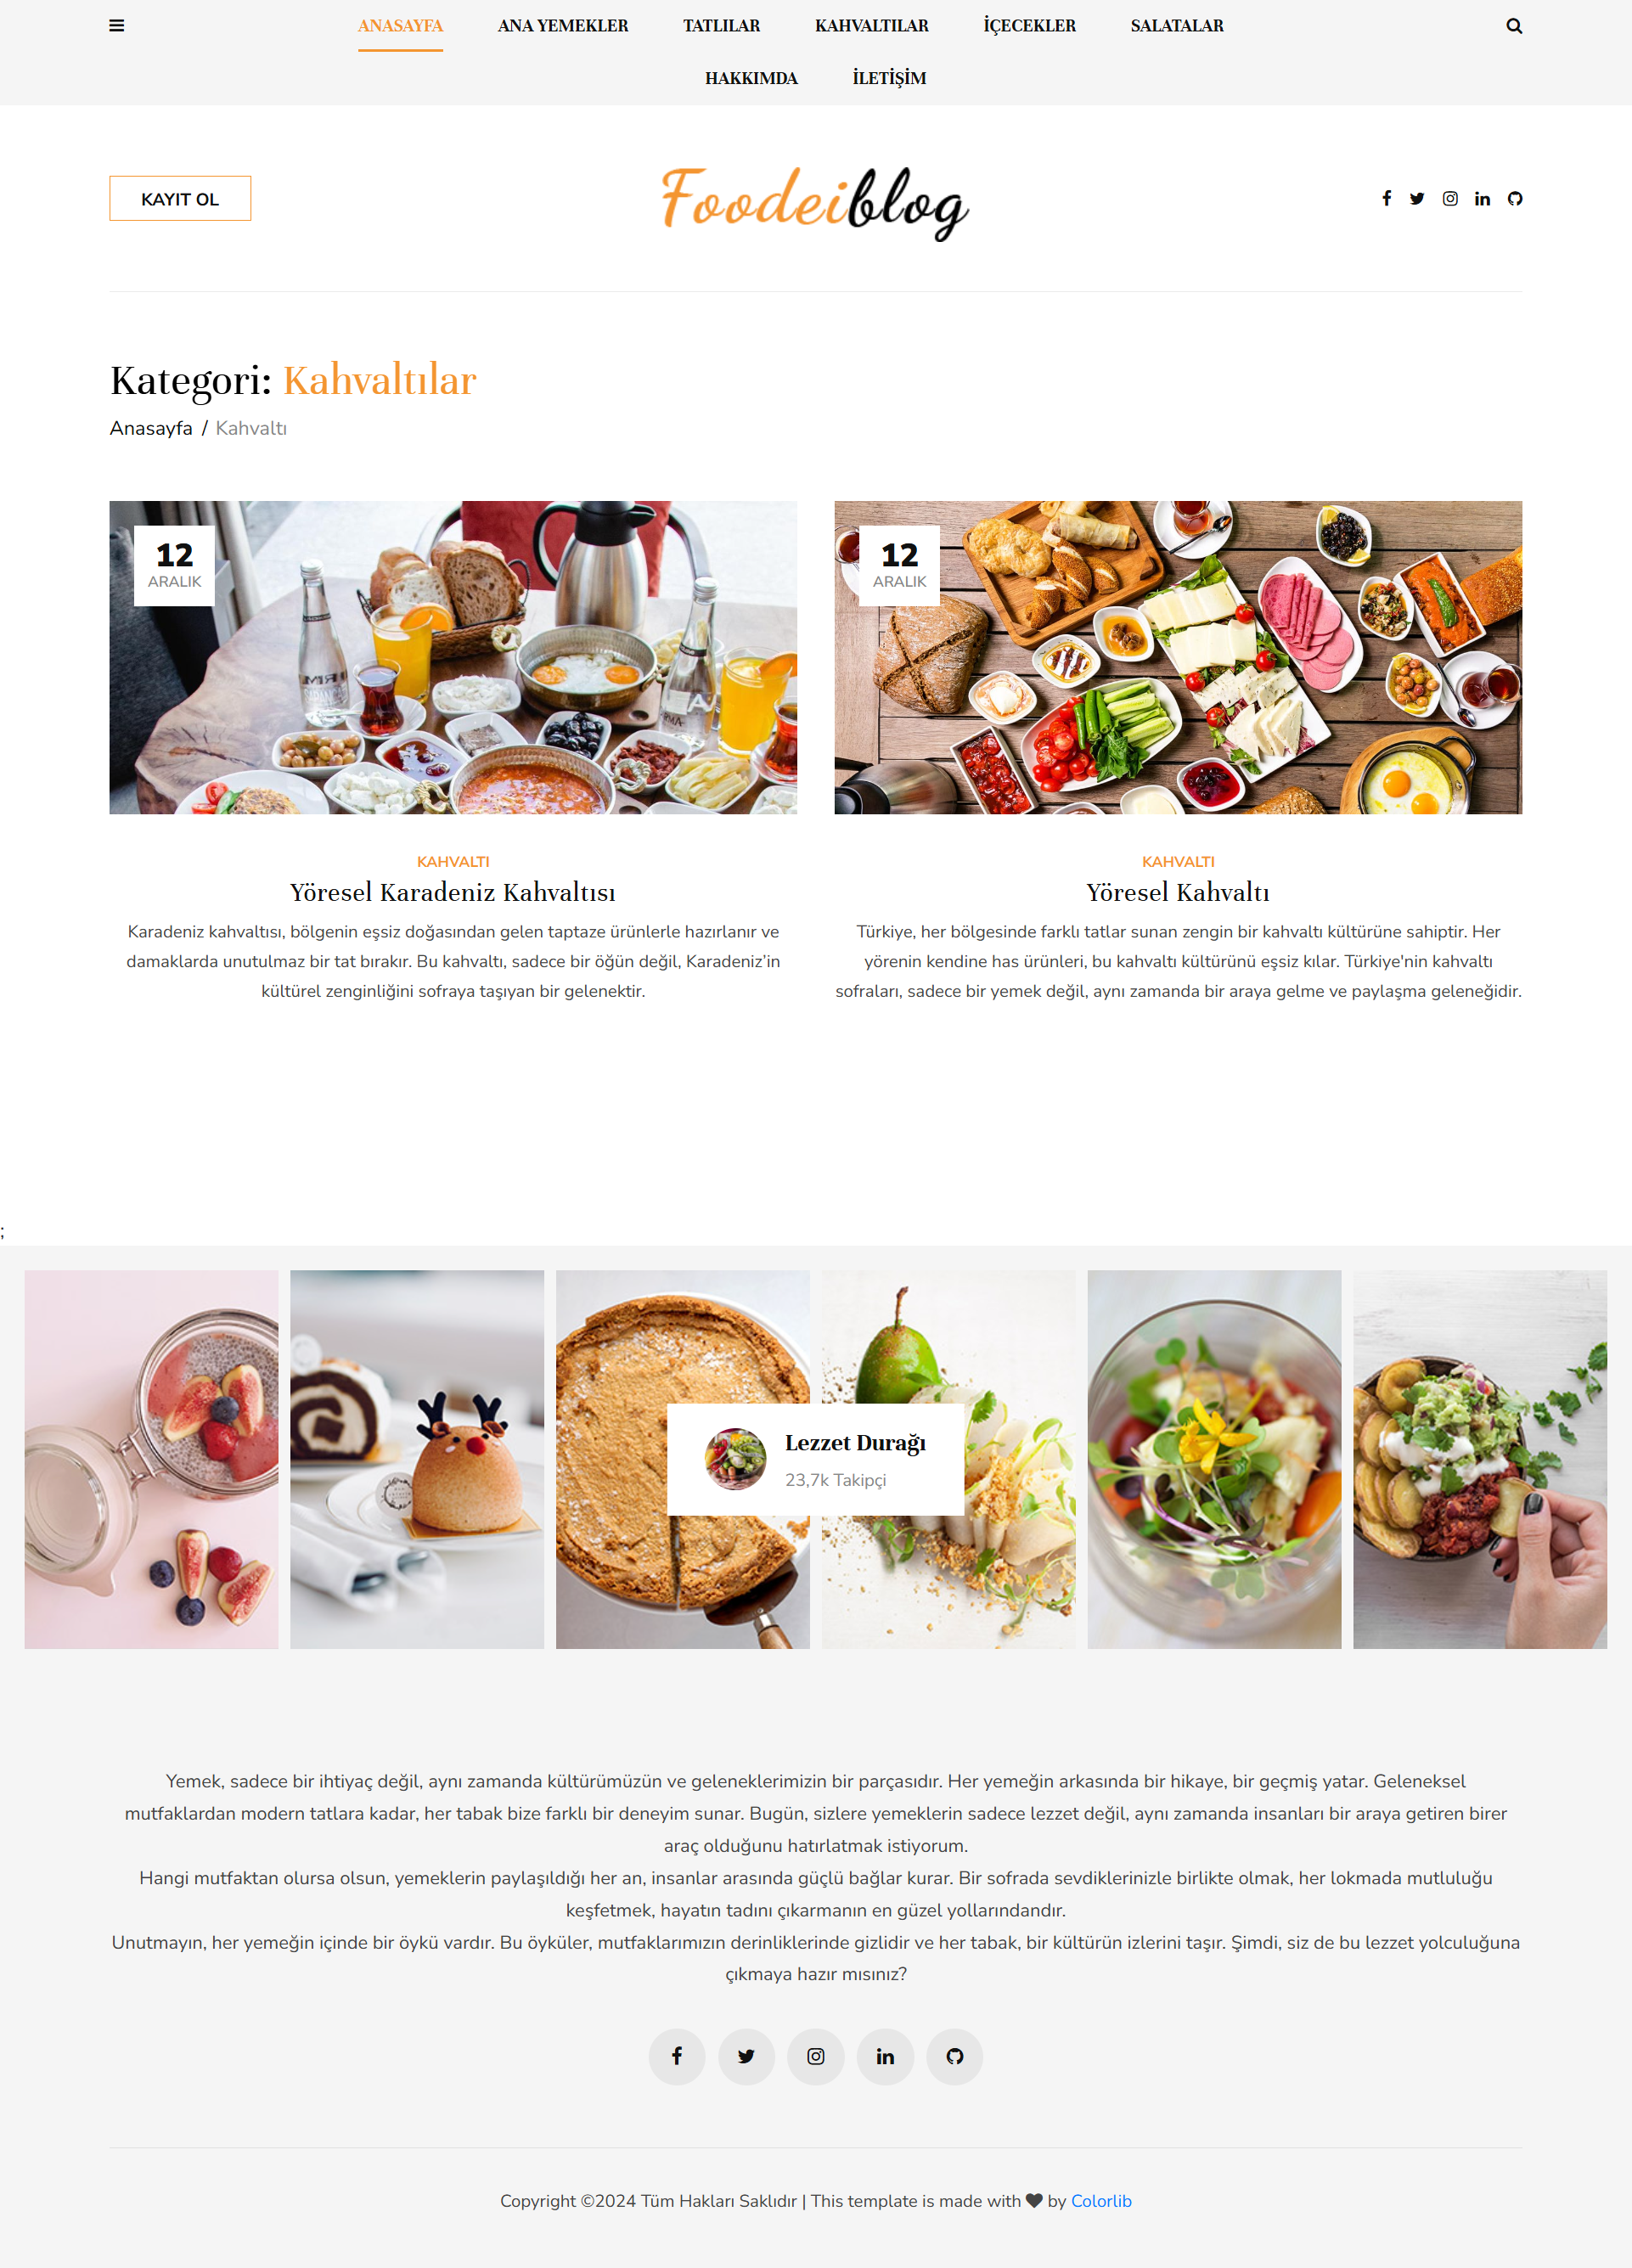 ANASAYFA ANA YEMEKLER TATLILAR KAHVALTILAR İÇECEKLER SALATALAR
HAKKIMDA İLETİŞİM
KAYIT OL
Foodeiblog
Kategori: Kahvaltılar
Anasayfa / Kahvaltı
12
ARALIK
12
ARALIK
KAHVALTI
Yöresel Karadeniz Kahvaltısı
Karadeniz kahvaltısı, bölgenin eşsiz doğasından gelen taptaze ürünlerle hazırlanır ve
damaklarda unutulmaz bir tat bırakır. Bu kahvaltı, sadece bir öğün değil, Karadeniz'in
kültürel zenginliğini sofraya taşıyan bir gelenektir.
KAHVALTI
Yöresel Kahvaltı
Türkiye, her bölgesinde farklı tatlar sunan zengin bir kahvaltı kültürüne sahiptir. Her
yörenin kendine has ürünleri, bu kahvaltı kültürünü eşsiz kılar. Türkiye'nin kahvaltı
sofraları, sadece bir yemek değil, aynı zamanda bir araya gelme ve paylaşma geleneğidir.
;
Lezzet Durağı
23,7k Takipçi
Yemek, sadece bir ihtiyaç değil, aynı zamanda kültürümüzün ve geleneklerimizin bir parçasıdır. Her yemeğin arkasında bir hikaye, bir geçmiş yatar. Geleneksel
mutfaklardan modern tatlara kadar, her tabak bize farklı bir deneyim sunar. Bugün, sizlere yemeklerin sadece lezzet değil, aynı zamanda insanları bir araya getiren birer
araç olduğunu hatırlatmak istiyorum.
Hangi mutfaktan olursa olsun, yemeklerin paylaşıldığı her an, insanlar arasında güçlü bağlar kurar. Bir sofrada sevdiklerinizle birlikte olmak, her lokmada mutluluğu
keşfetmek, hayatın tadını çıkarmanın en güzel yollarındandır.
Unutmayın, her yemeğin içinde bir öykü vardır. Bu öyküler, mutfaklarımızın derinliklerinde gizlidir ve her tabak, bir kültürün izlerini taşır. Şimdi, siz de bu lezzet yolculuğuna
çıkmaya hazır mısınız?
Copyright ©2024 Tüm Hakları Saklıdır | This template is made with ♥ by Colorlib